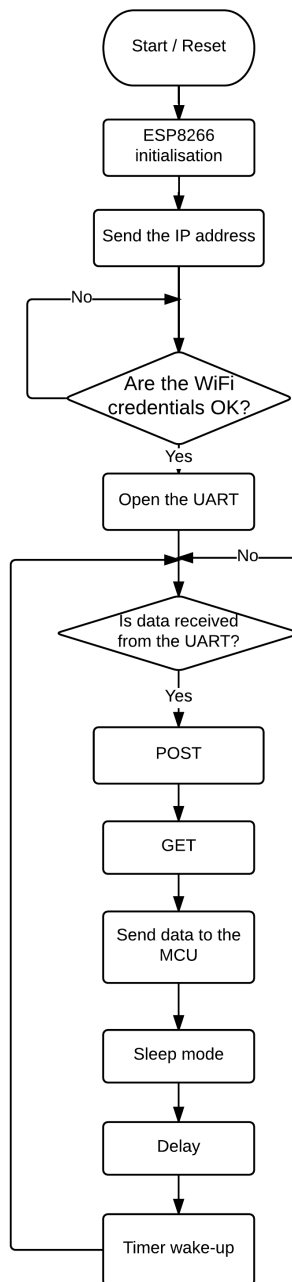 Start / Reset
ESP8266
initialisation
Send the IP address
No
Are the WiFi
credentials OK?
Yes
Open the UART
No
Is data received
from the UART?
Yes
POST
GET
Send data to the
MCU
Sleep mode
Delay
Timer wake-up